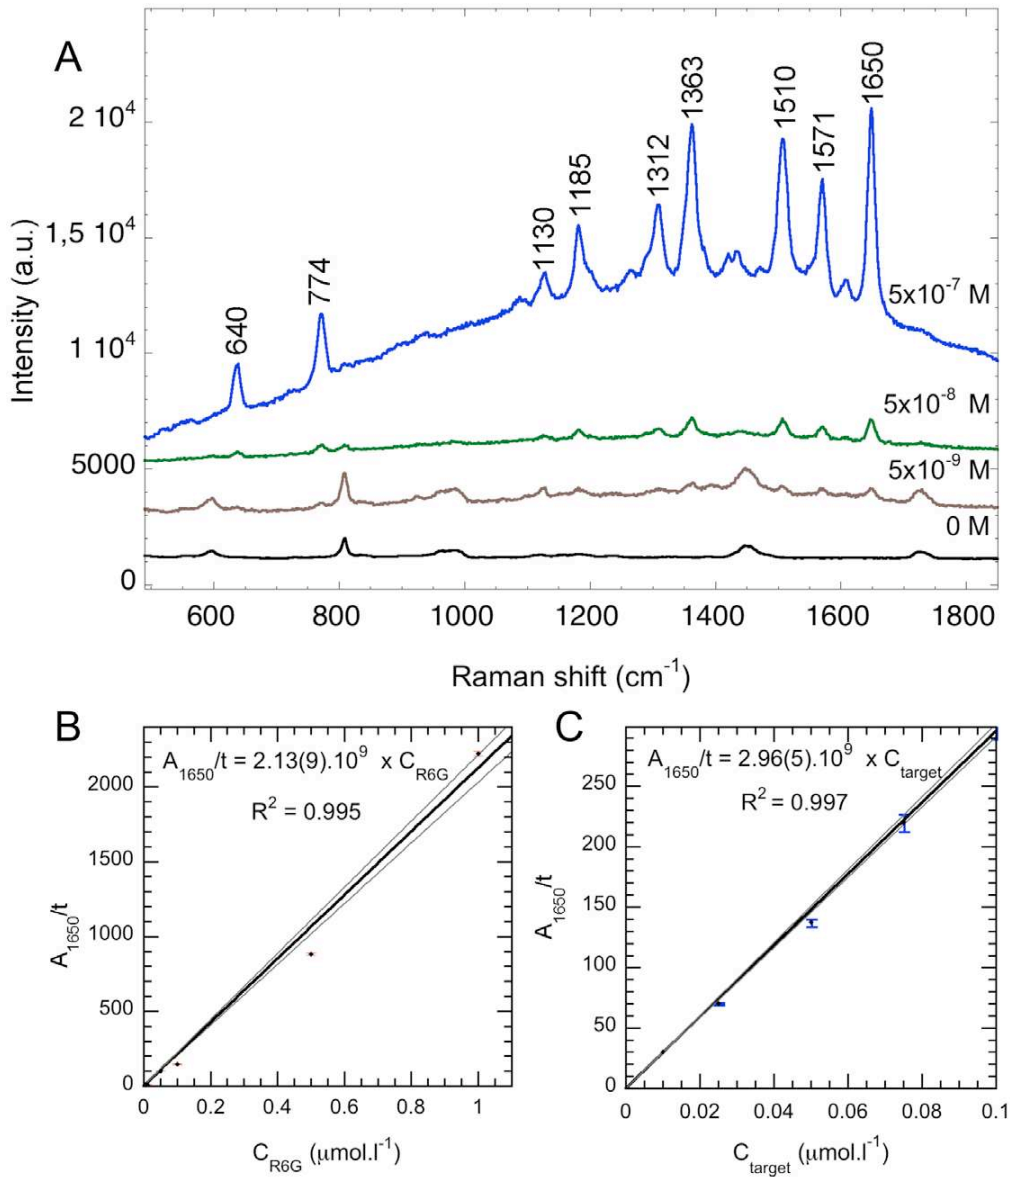 A
640
774
1130
1185
1312
1363
1510
1571
1650
2 10⁴
1,5 10⁴
1 10⁴
5000
0
Intensity (a.u.)
5x10⁻⁷ M
5x10⁻⁸ M
5x10⁻⁹ M
0 M
600 800 1000 1200 1400 1600 1800
Raman shift (cm⁻¹)
B
A₁₆₅₀/t = 2.13(9).10⁹ x C_R6G
R² = 0.995
2000
1500
1000
500
0
A₁₆₅₀/t
0 0.2 0.4 0.6 0.8 1
C_R6G (μmol.l⁻¹)
C
A₁₆₅₀/t = 2.96(5).10⁹ x C_target
R² = 0.997
250
200
150
100
50
0
A₁₆₅₀/t
0 0.02 0.04 0.06 0.08 0.1
C_target (μmol.l⁻¹)